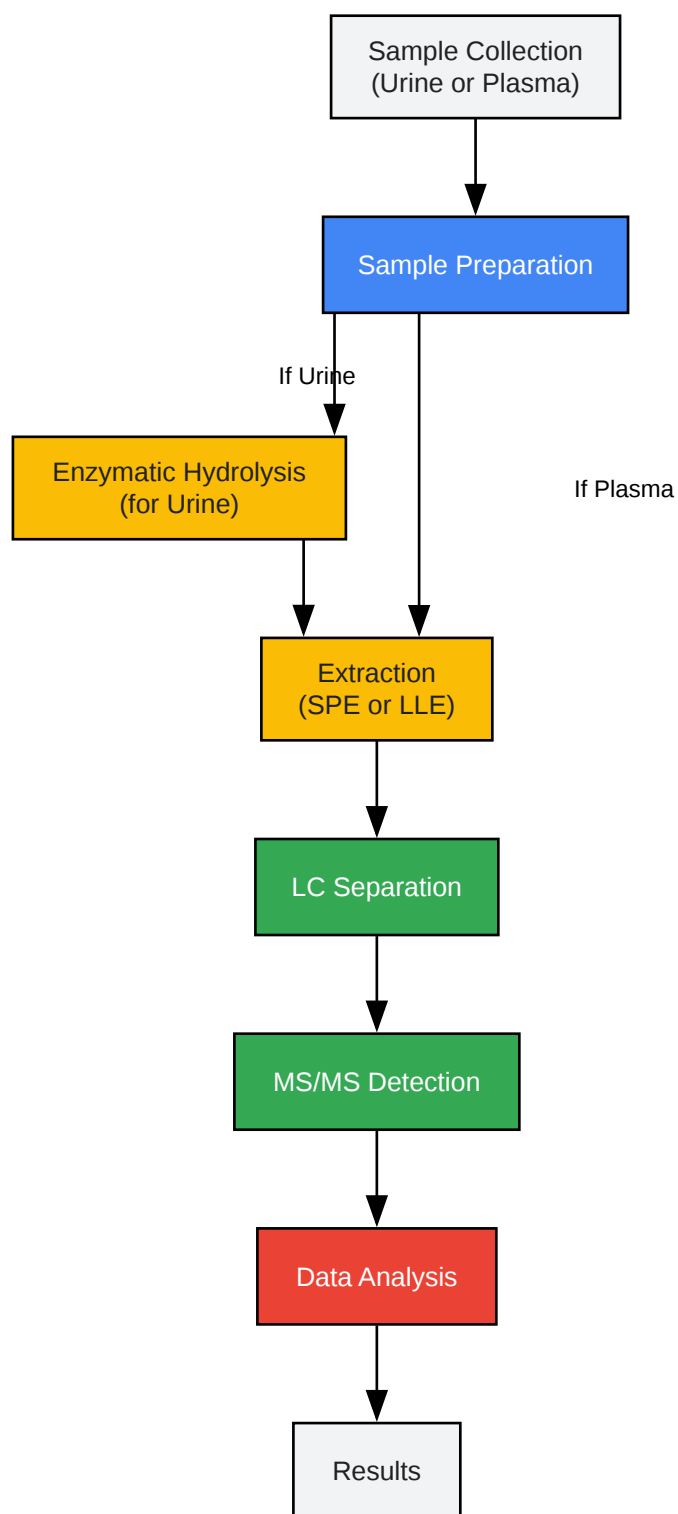 Sample Collection
(Urine or Plasma)
Sample Preparation
If Urine
Enzymatic Hydrolysis
(for Urine)
If Plasma
Extraction
(SPE or LLE)
LC Separation
MS/MS Detection
Data Analysis
Results